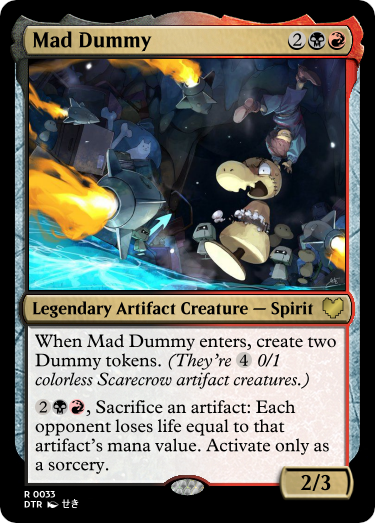 Mad Dummy 2
Legendary Artifact Creature — Spirit
When Mad Dummy enters, create two
Dummy tokens. (They're 4 0/1
colorless Scarecrow artifact creatures.)
2, Sacrifice an artifact: Each
opponent loses life equal to that
artifact's mana value. Activate only as
a sorcery.
2/3
R 0033
DTR せき